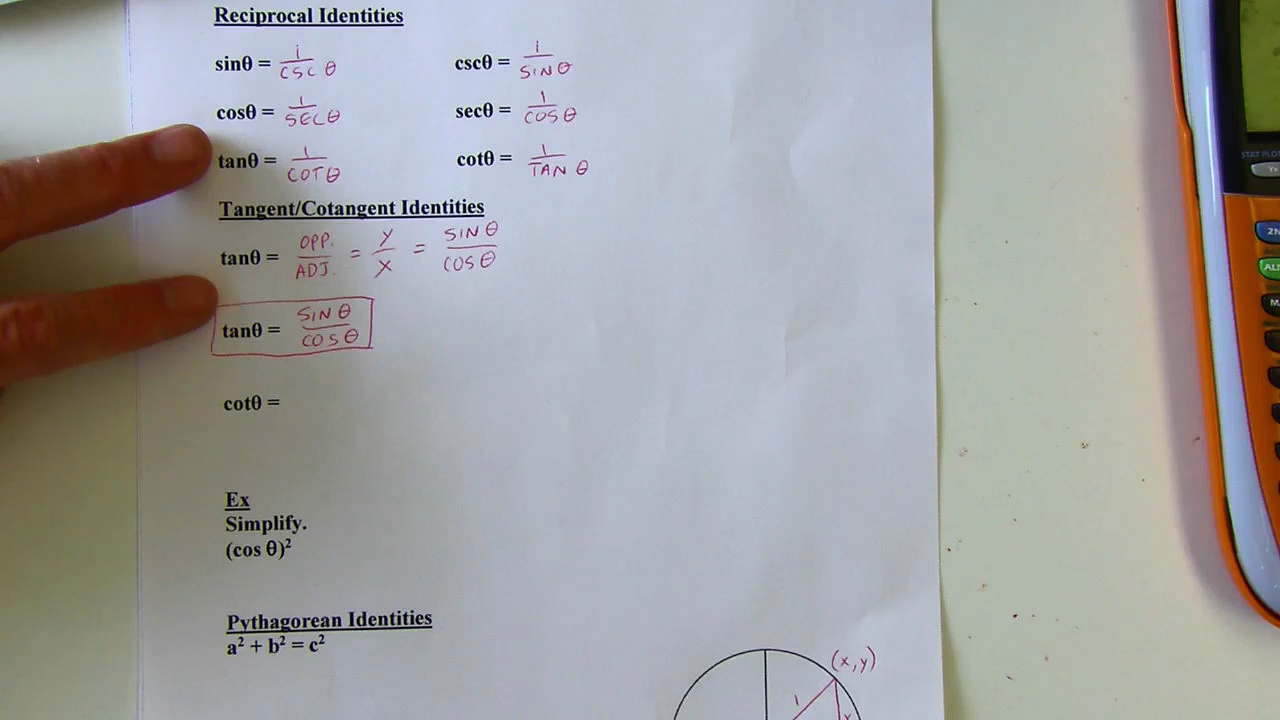 Reciprocal Identities
sinθ = 1/CSC θ    cscθ = 1/SIN θ
cosθ = 1/SEC θ    secθ = 1/COS θ
tanθ = 1/COT θ    cotθ = 1/TAN θ
Tangent/Cotangent Identities
tanθ = OPP./ADJ. = Y/X = SIN θ/COS θ
tanθ = SIN θ/COS θ
cotθ =
Ex
Simplify.
(cos θ)²
Pythagorean Identities
a² + b² = c²
(x,y)
1
STAT PLOT